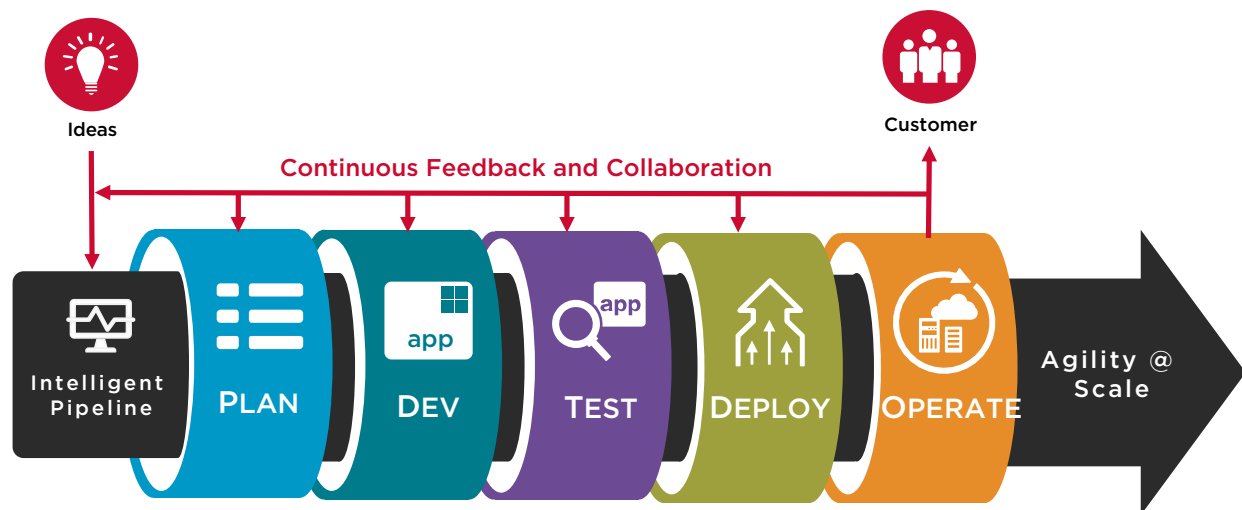 Ideas
Customer
Continuous Feedback and Collaboration
Intelligent
Pipeline
PLAN
app
DEV
app
TEST
DEPLOY
OPERATE
Agility @
Scale